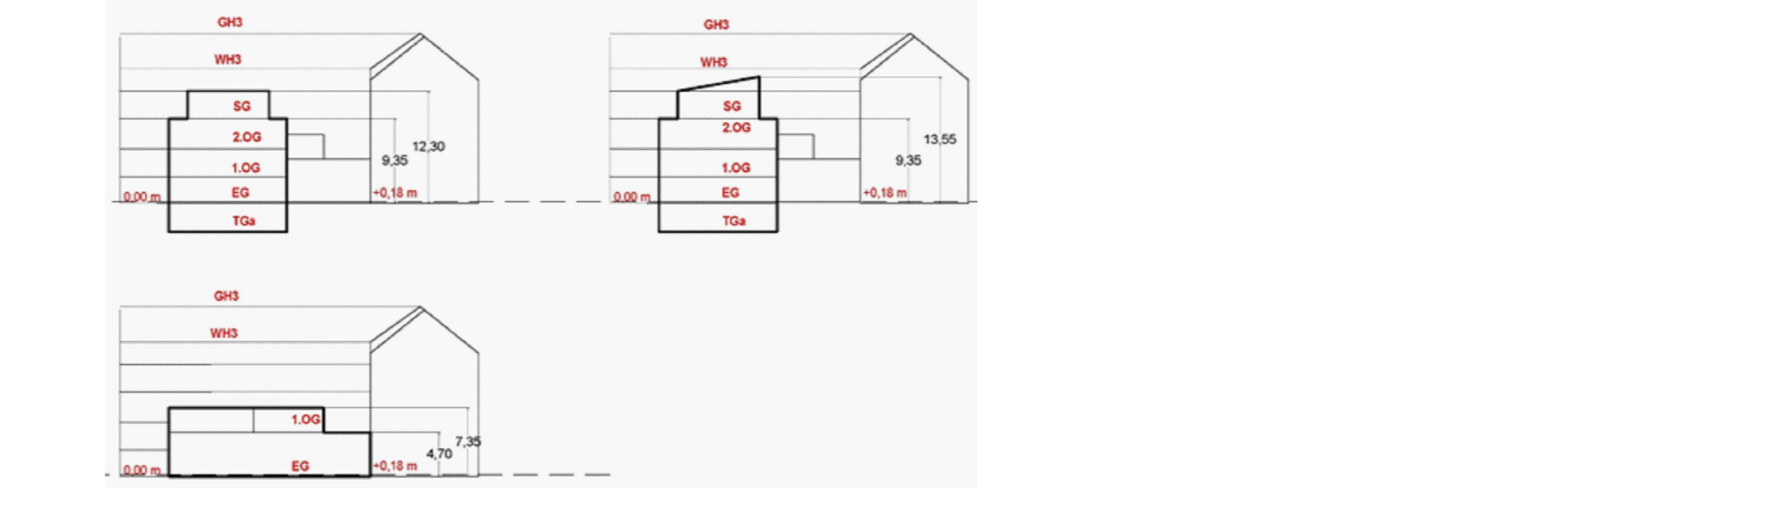 GH3
WH3
SG
2.OG
12,30
9,35
1.OG
EG
0,00 m
+0,18 m
TGa
GH3
WH3
SG
2.OG
13,55
9,35
1.OG
EG
0,00 m
+0,18 m
TGa
GH3
WH3
1.OG
7,35
4,70
EG
0,00 m
+0,18 m